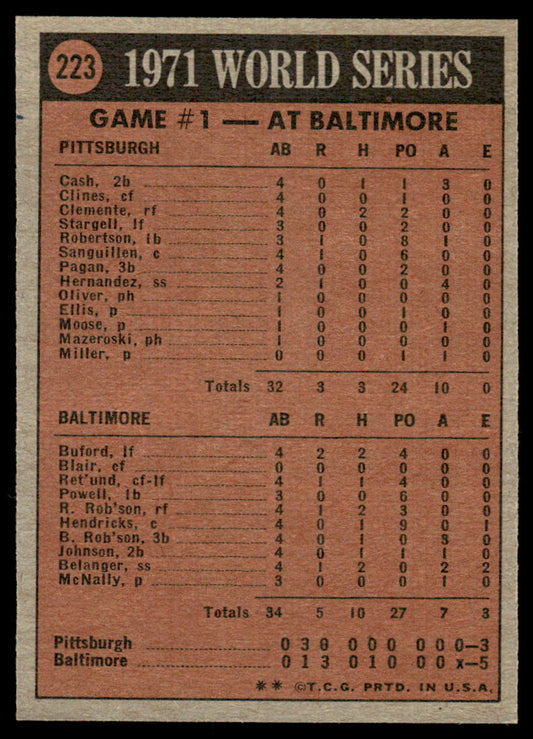 223 1971 WORLD SERIES
GAME #1 — AT BALTIMORE
PITTSBURGH AB R H PO A E
Cash, 2b 4 0 1 1 3 0
Clines, cf 4 0 0 1 0 0
Clemente, rf 4 0 2 2 0 0
Stargell, lf 3 0 0 2 0 0
Robertson, 1b 3 1 0 8 1 0
Sanguillen, c 4 1 0 6 0 0
Pagan, 3b 4 0 0 2 0 0
Hernandez, ss 2 1 0 0 4 0
Oliver, ph 1 0 0 0 0 0
Ellis, p 1 0 0 1 0 0
Moose, p 1 0 0 0 1 0
Mazeroski, ph 1 0 0 0 0 0
Miller, p 0 0 0 1 1 0
Totals 32 3 3 24 10 0
BALTIMORE AB R H PO A E
Buford, lf 4 2 2 4 0 0
Blair, cf 0 0 0 0 0 0
Ret'und, cf-lf 4 1 1 4 0 0
Powell, 1b 3 0 0 6 0 0
R. Rob'son, rf 4 1 2 3 0 0
Hendricks, c 4 0 1 9 0 1
B. Rob'son, 3b 4 0 1 0 3 0
Johnson, 2b 4 0 1 1 1 0
Belanger, ss 4 1 2 0 2 2
McNally, p 3 0 0 0 1 0
Totals 34 5 10 27 7 3
Pittsburgh 0 3 0 0 0 0 0 0 0—3
Baltimore 0 1 3 0 1 0 0 0 x—5
** ©T.C.G. PRTD. IN U.S.A.